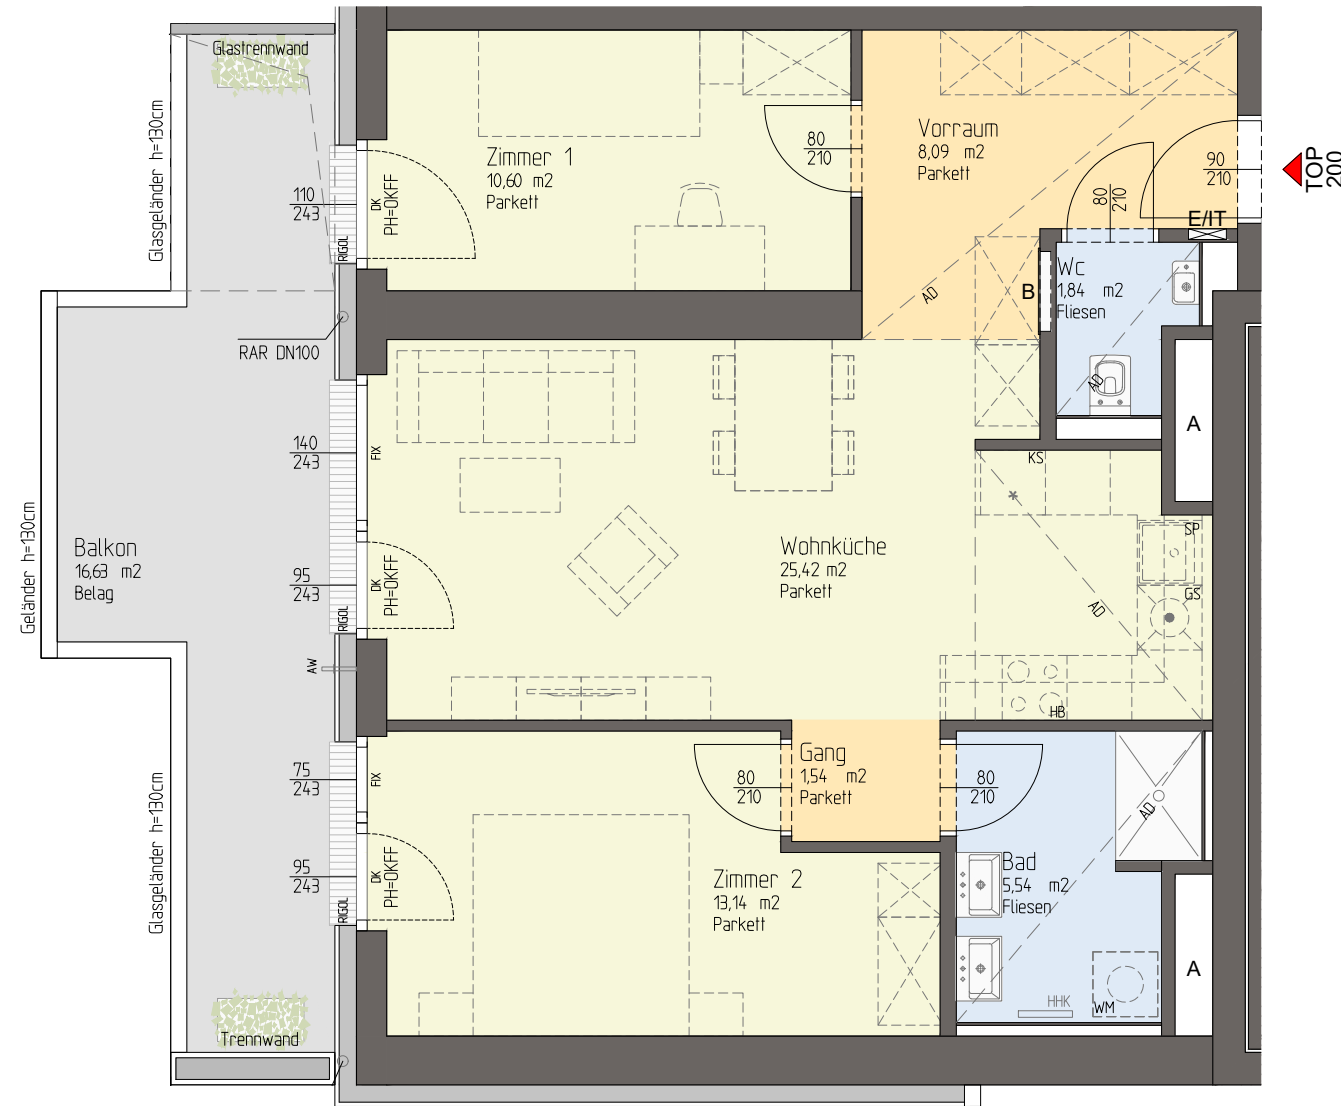 Glastrennwand
Glasgeländer h=130cm
110
243
DK
PH=OKFF
RIGOL
Zimmer 1
10,60 m2
Parkett
80
210
Vorraum
8,09 m2
Parkett
80
210
90
210
TOP
200
E/IT
AD
B
Wc
1,84 m2
Fliesen
AD
A
RAR DN100
140
243
FIX
Geländer h=130cm
Balkon
16,63 m2
Belag
95
243
DK
PH=OKFF
RIGOL
AW
Wohnküche
25,42 m2
Parkett
KS
SP
GS
AD
HB
Glasgeländer h=130cm
75
243
FIX
95
243
DK
PH=OKFF
RIGOL
80
210
Gang
1,54 m2
Parkett
80
210
Zimmer 2
13,14 m2
Parkett
AD
Bad
5,54 m2
Fliesen
HHK
WM
A
Trennwand